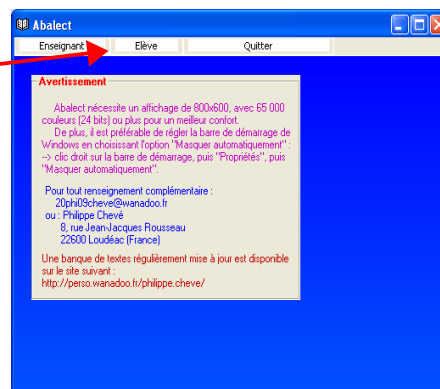 Abalect
Enseignant Elève Quitter
Avertissement
Abalect nécessite un affichage de 800x600, avec 65 000
couleurs (24 bits) ou plus pour un meilleur confort.
De plus, il est préférable de régler la barre de démarrage de
Windows en choisissant l'option "Masquer automatiquement" :
--> clic droit sur la barre de démarrage, puis "Propriétés", puis
"Masquer automatiquement".
Pour tout renseignement complémentaire :
20phi09cheve@wanadoo.fr
ou : Philippe Chevé
8, rue Jean-Jacques Rousseau
22600 Loudéac (France)
Une banque de textes régulièrement mise à jour est disponible
sur le site suivant :
http://perso.wanadoo.fr/philippe.cheve/